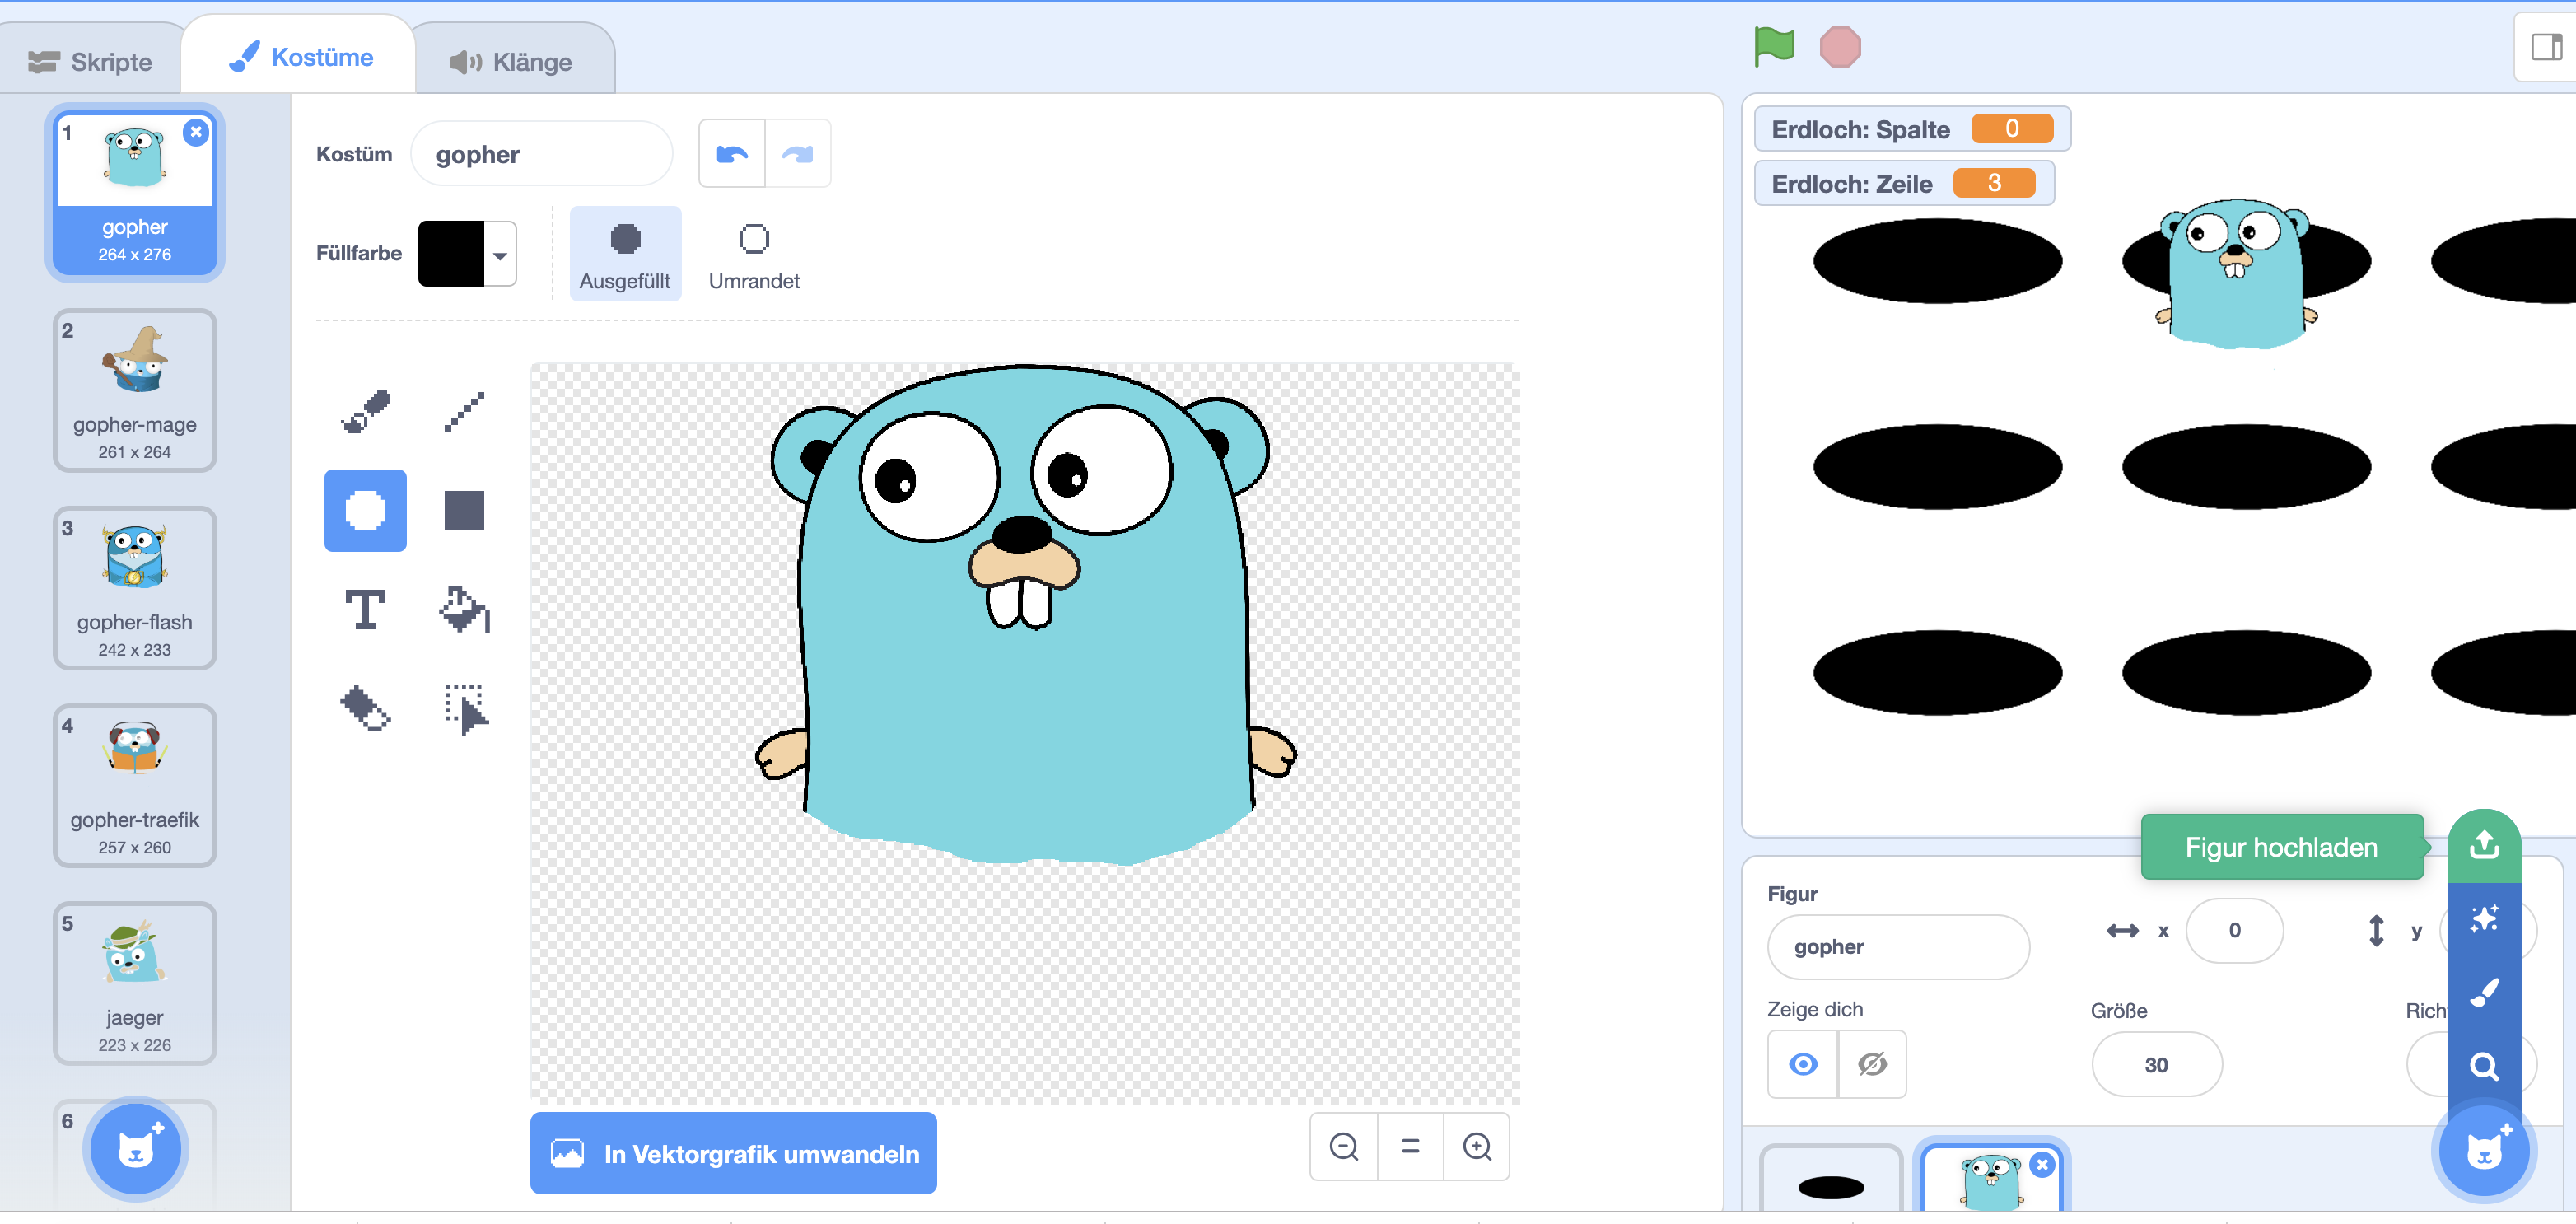 Skripte
Kostüme
Klänge
1
gopher
264 x 276
2
gopher-mage
261 x 264
3
gopher-flash
242 x 233
4
gopher-traefik
257 x 260
5
jaeger
223 x 226
6
Kostüm
gopher
Füllfarbe
Ausgefüllt
Umrandet
T
In Vektorgrafik umwandeln
=
Erdloch: Spalte 0
Erdloch: Zeile 3
Figur hochladen
Figur
gopher
x 0
y
Zeige dich
Größe
30